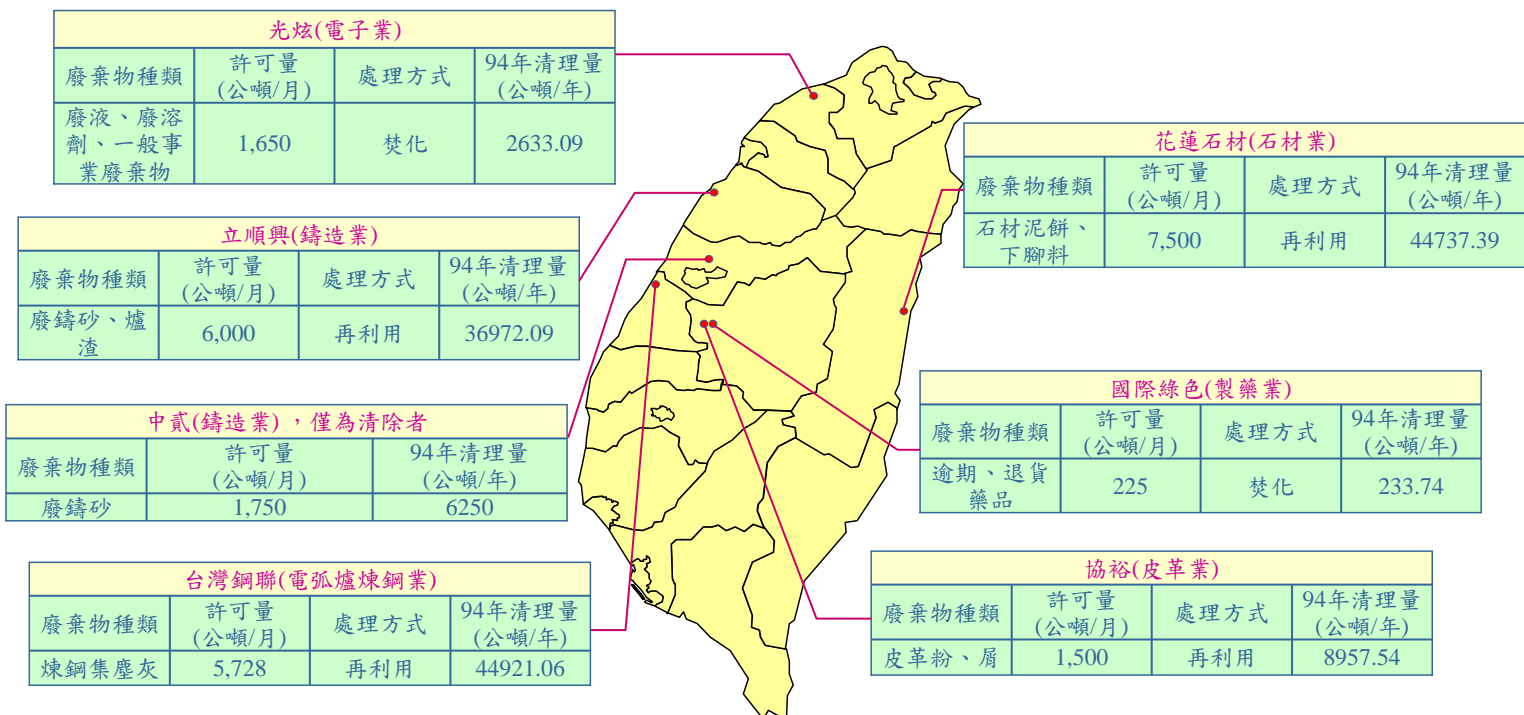 光炫(電子業)
廢棄物種類 許可量 (公噸/月) 處理方式 94年清理量 (公噸/年)
廢液、廢溶劑、一般事業廢棄物 1,650 焚化 2633.09
花蓮石材(石材業)
廢棄物種類 許可量 (公噸/月) 處理方式 94年清理量 (公噸/年)
石材泥餅、下腳料 7,500 再利用 44737.39
立順興(鑄造業)
廢棄物種類 許可量 (公噸/月) 處理方式 94年清理量 (公噸/年)
廢鑄砂、爐渣 6,000 再利用 36972.09
國際綠色(製藥業)
廢棄物種類 許可量 (公噸/月) 處理方式 94年清理量 (公噸/年)
逾期、退貨藥品 225 焚化 233.74
中貳(鑄造業),僅為清除者
廢棄物種類 許可量 (公噸/月) 94年清理量 (公噸/年)
廢鑄砂 1,750 6250
台灣鋼聯(電弧爐煉鋼業)
廢棄物種類 許可量 (公噸/月) 處理方式 94年清理量 (公噸/年)
煉鋼集塵灰 5,728 再利用 44921.06
協裕(皮革業)
廢棄物種類 許可量 (公噸/月) 處理方式 94年清理量 (公噸/年)
皮革粉、屑 1,500 再利用 8957.54